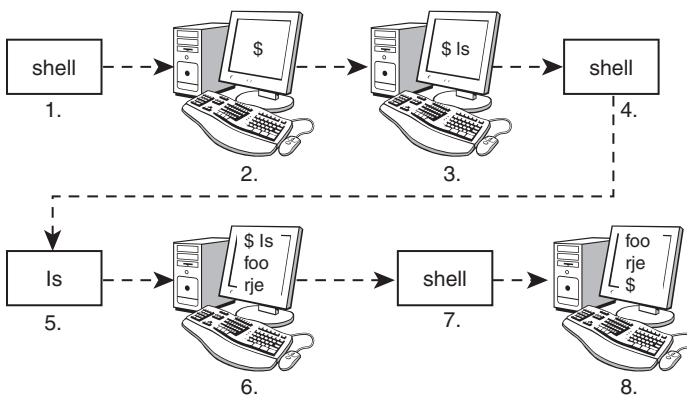 shell
1.
$
2.
$ ls
3.
shell
4.
ls
5.
$ ls
foo
rje
6.
shell
7.
foo
rje
$
8.